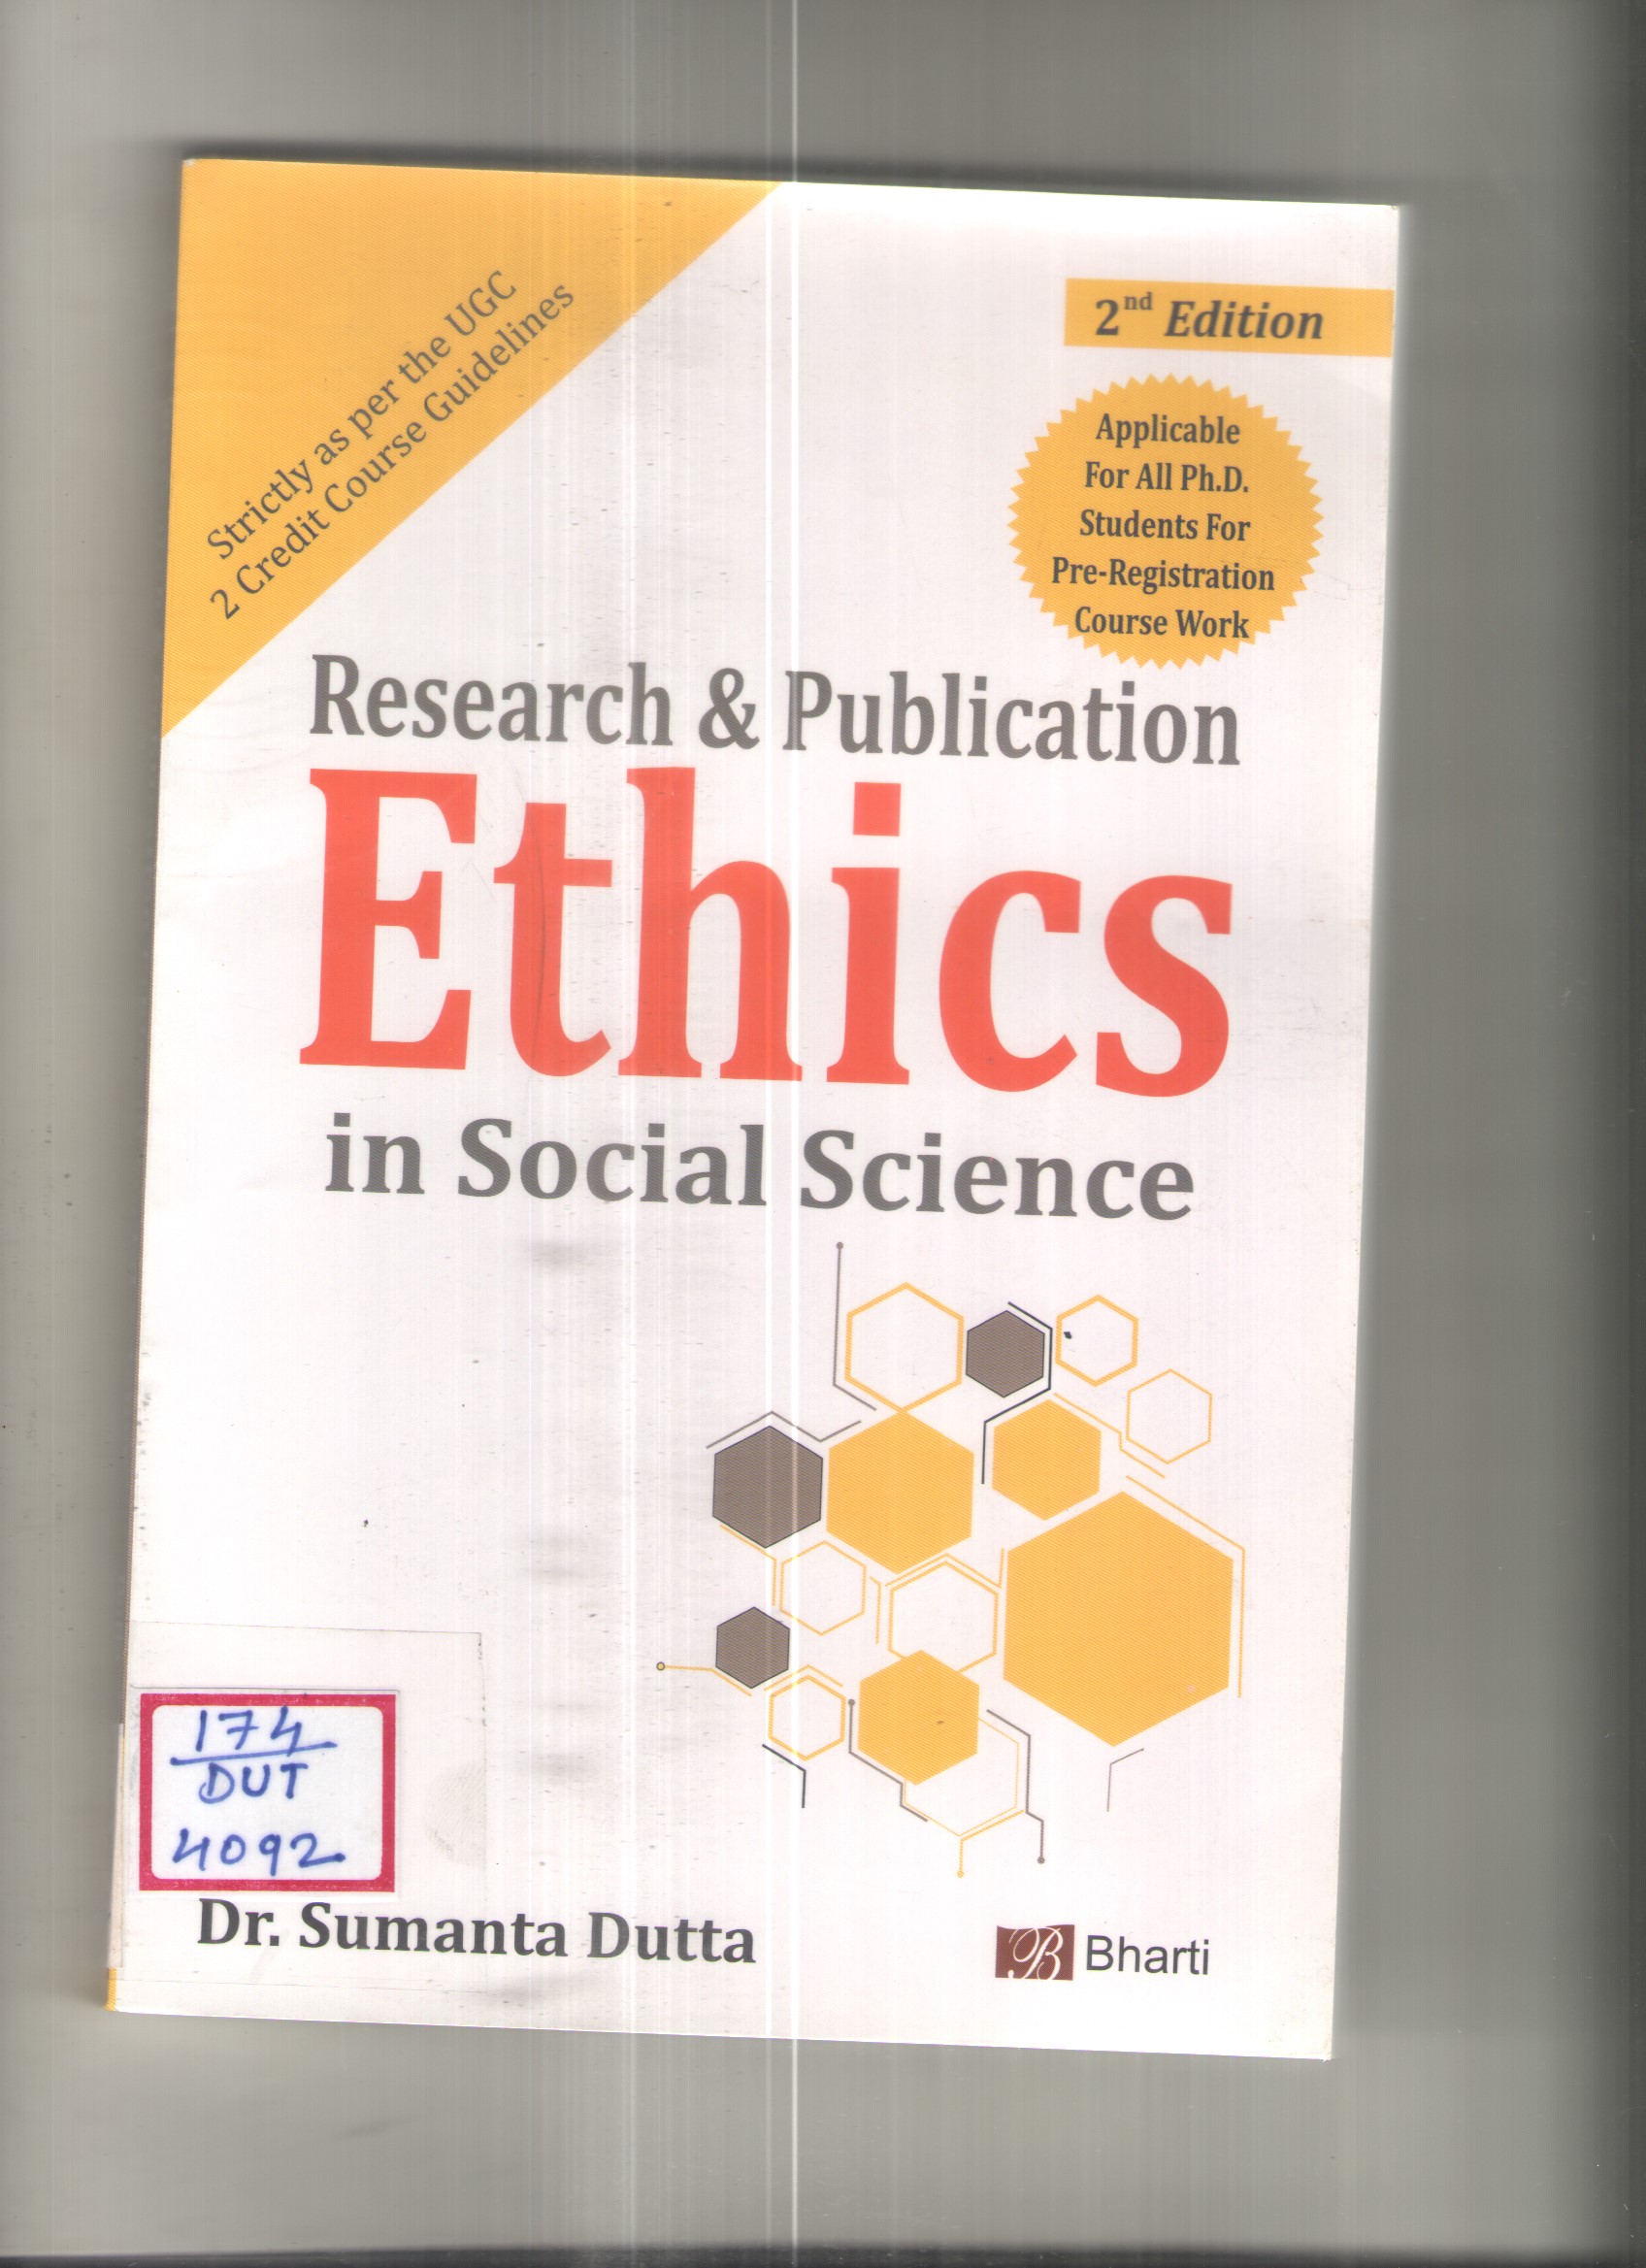 Strictly as per the UGC
2 Credit Course Guidelines
2nd Edition
Applicable
For All Ph.D.
Students For
Pre-Registration
Course Work
Research & Publication
Ethics
in Social Science
174
DUT
4092
Dr. Sumanta Dutta
B Bharti